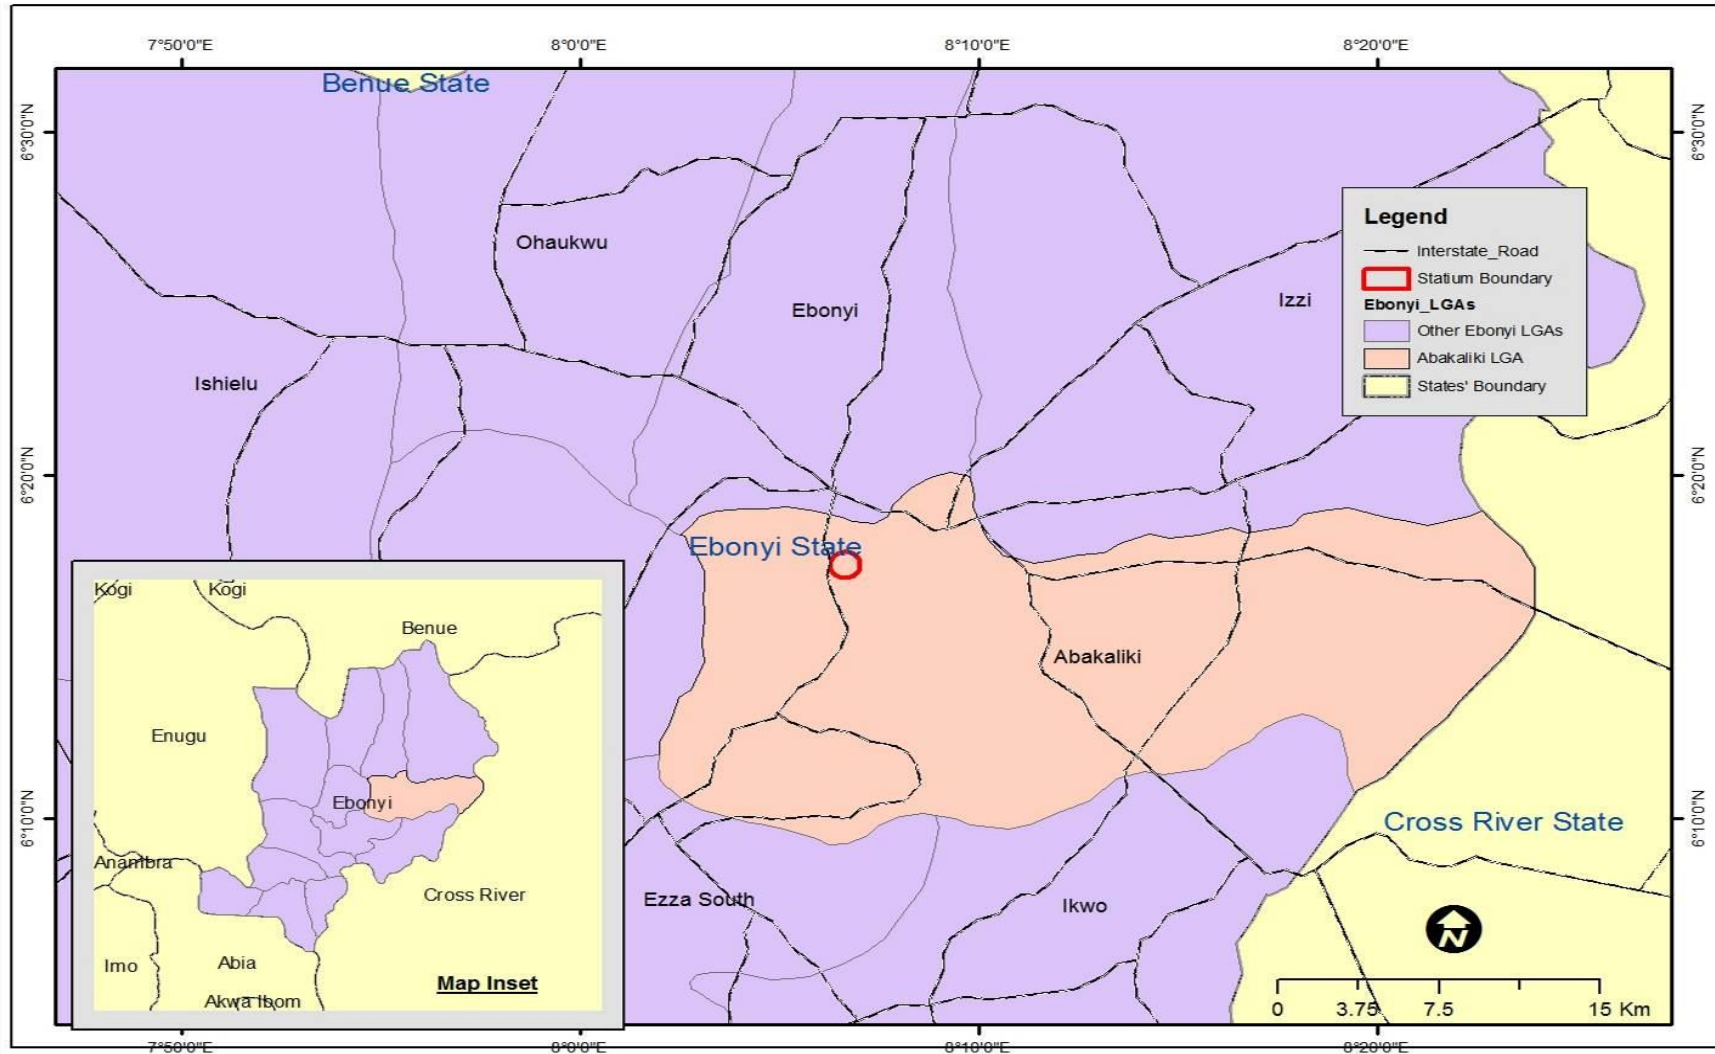 7°50'0"E
8°0'0"E
8°10'0"E
8°20'0"E
Benue State
6°30'0"N
6°30'0"N
Legend
Interstate_Road
Statium Boundary
Ebonyi_LGAs
Other Ebonyi LGAs
Abakaliki LGA
States' Boundary
Ohaukwu
Ebonyi
Izzi
Ishielu
6°20'0"N
6°20'0"N
Ebonyi State
Abakaliki
Kogi
Kogi
Benue
Enugu
Ebonyi
Anambra
Cross River
Imo
Abia
Akwa Ibom
Map Inset
6°10'0"N
6°10'0"N
Cross River State
Ezza South
Ikwo
N
0
3.75
7.5
15 Km
7°50'0"E
8°0'0"E
8°10'0"E
8°20'0"E